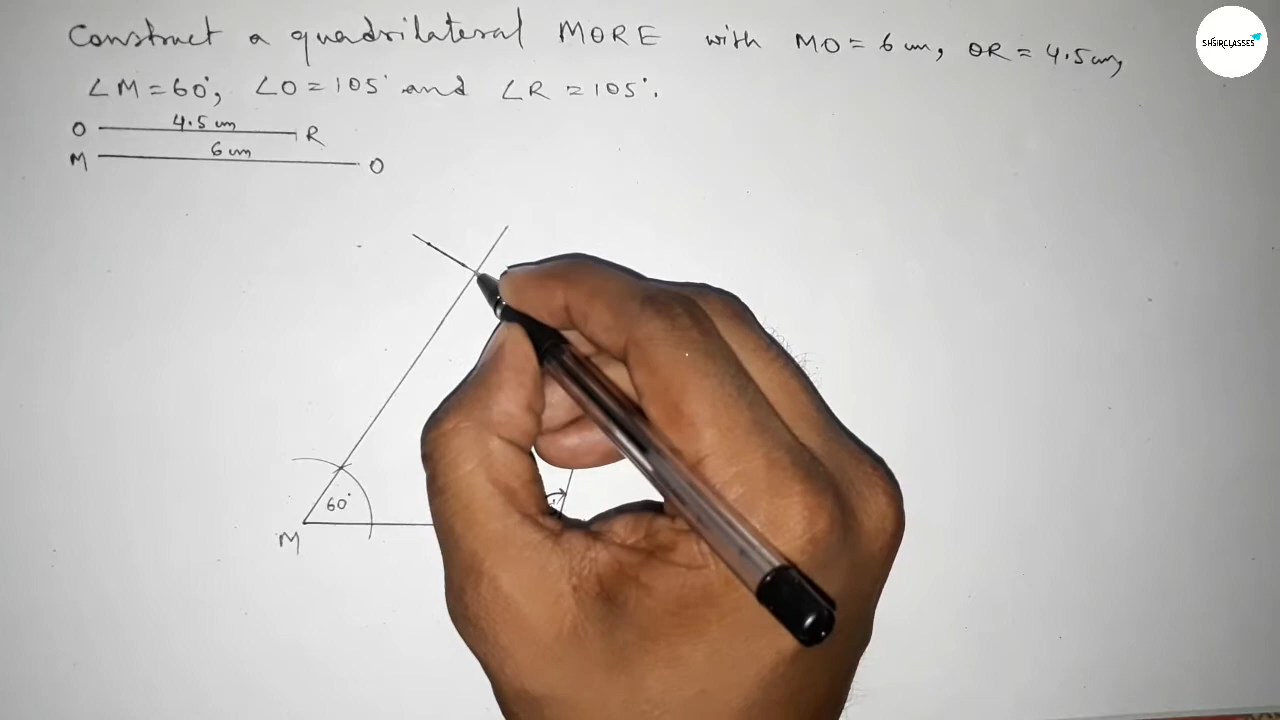 Construct a quadrilateral MORE with MO = 6 cm, OR = 4.5 cm,
∠M = 60°, ∠O = 105° and ∠R = 105°.
O 4.5 cm R
M 6 cm O
60°
M
SHSIRCLASSES